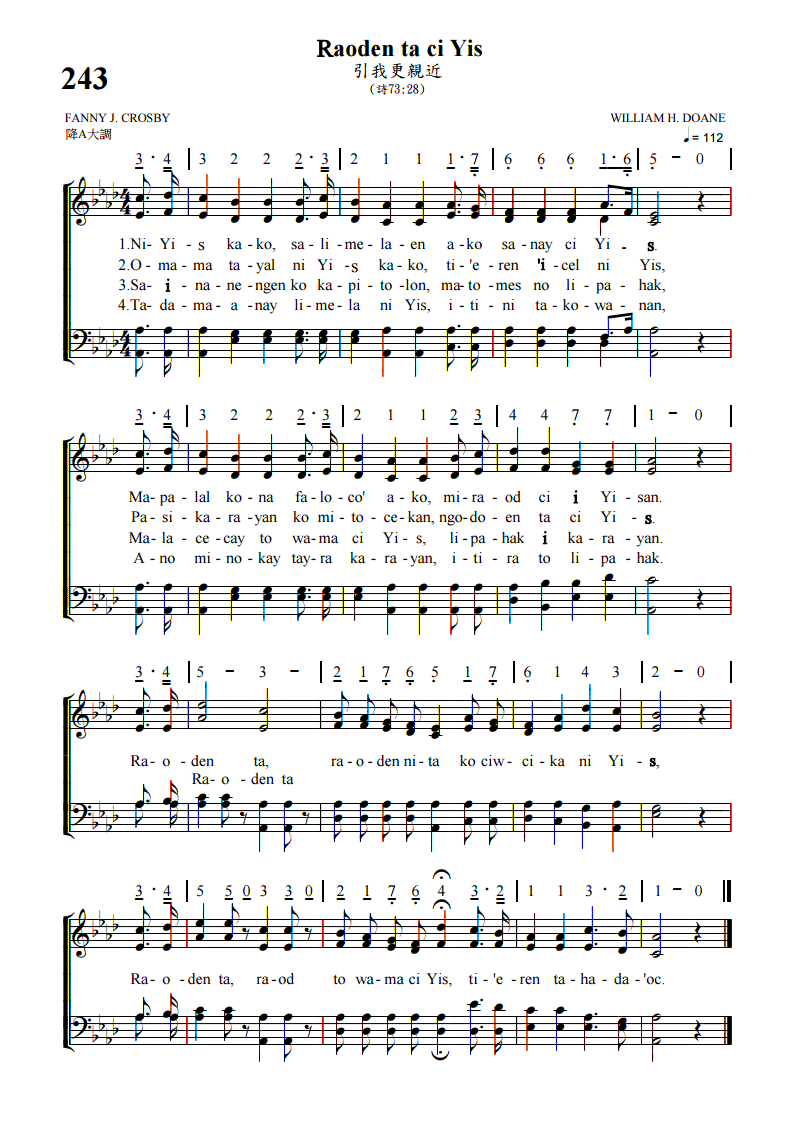 Raoden ta ci Yis
243
引我更親近
(詩73:28)
FANNY J. CROSBY
WILLIAM H. DOANE
降A大調
♩= 112
3 · 4 | 3 2 2 2 · 3 | 2 1 1 1 · 7 | 6 6 6 1 · 6 | 5 – 0 |
1.Ni- Yi- s kako, sa- li- me- la- en a- ko sa- nay ci Yi - s.
2.O - ma - ma ta- yal ni Yi - s kako, ti- 'e- ren 'i- cel ni Yis,
3.Sa- i - na- ne- ngen ko ka- pi - to- lon, ma- to- mes no li- pa - hak,
4.Ta- da- ma- a- nay li- me- la ni Yis, i - ti - ni ta - ko- wa - nan,
3 · 4 | 3 2 2 2 · 3 | 2 1 1 2 3 | 4 4 7 7 | 1 – 0 |
Ma- pa- lal ko- na fa- lo- co' a- ko, mi- ra- od ci i Yi - san.
Pa- si - ka- ra- yan ko mi - to - ce- kan, ngo- do- en ta ci Yi - s.
Ma- la - ce- cay to wa- ma ci Yi- s, li - pa- hak i ka - ra - yan.
A - no mi - no - kay tay- ra ka- ra - yan, i - ti - ra to li - pa - hak.
3 · 4 | 5 – 3 – | 2 1 7 6 5 1 7 | 6 1 4 3 | 2 – 0 |
Ra- o - den ta, ra- o- den ni- ta ko ciw- ci- ka ni Yi - s,
Ra- o - den ta
3 · 4 | 5 5 0 3 3 0 | 2 1 7 6 4 3 · 2 | 1 1 3 · 2 | 1 – 0
Ra- o - den ta, ra- od to wa- ma ci Yis, ti- 'e- ren ta- ha- da- 'oc.